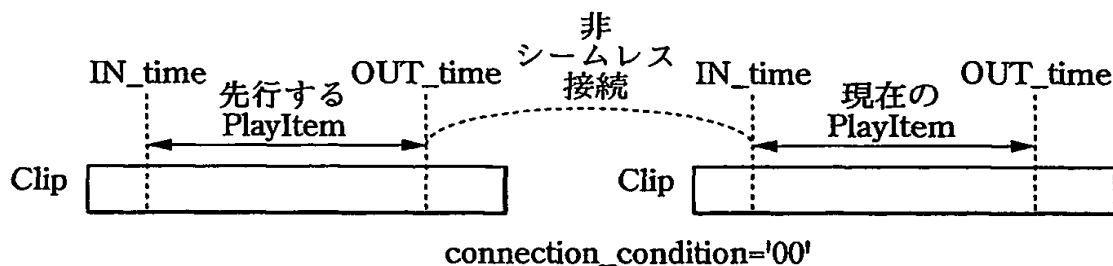 非
シームレス
接続
IN_time
OUT_time
IN_time
OUT_time
先行する
PlayItem
現在の
PlayItem
Clip
Clip
connection_condition='00'